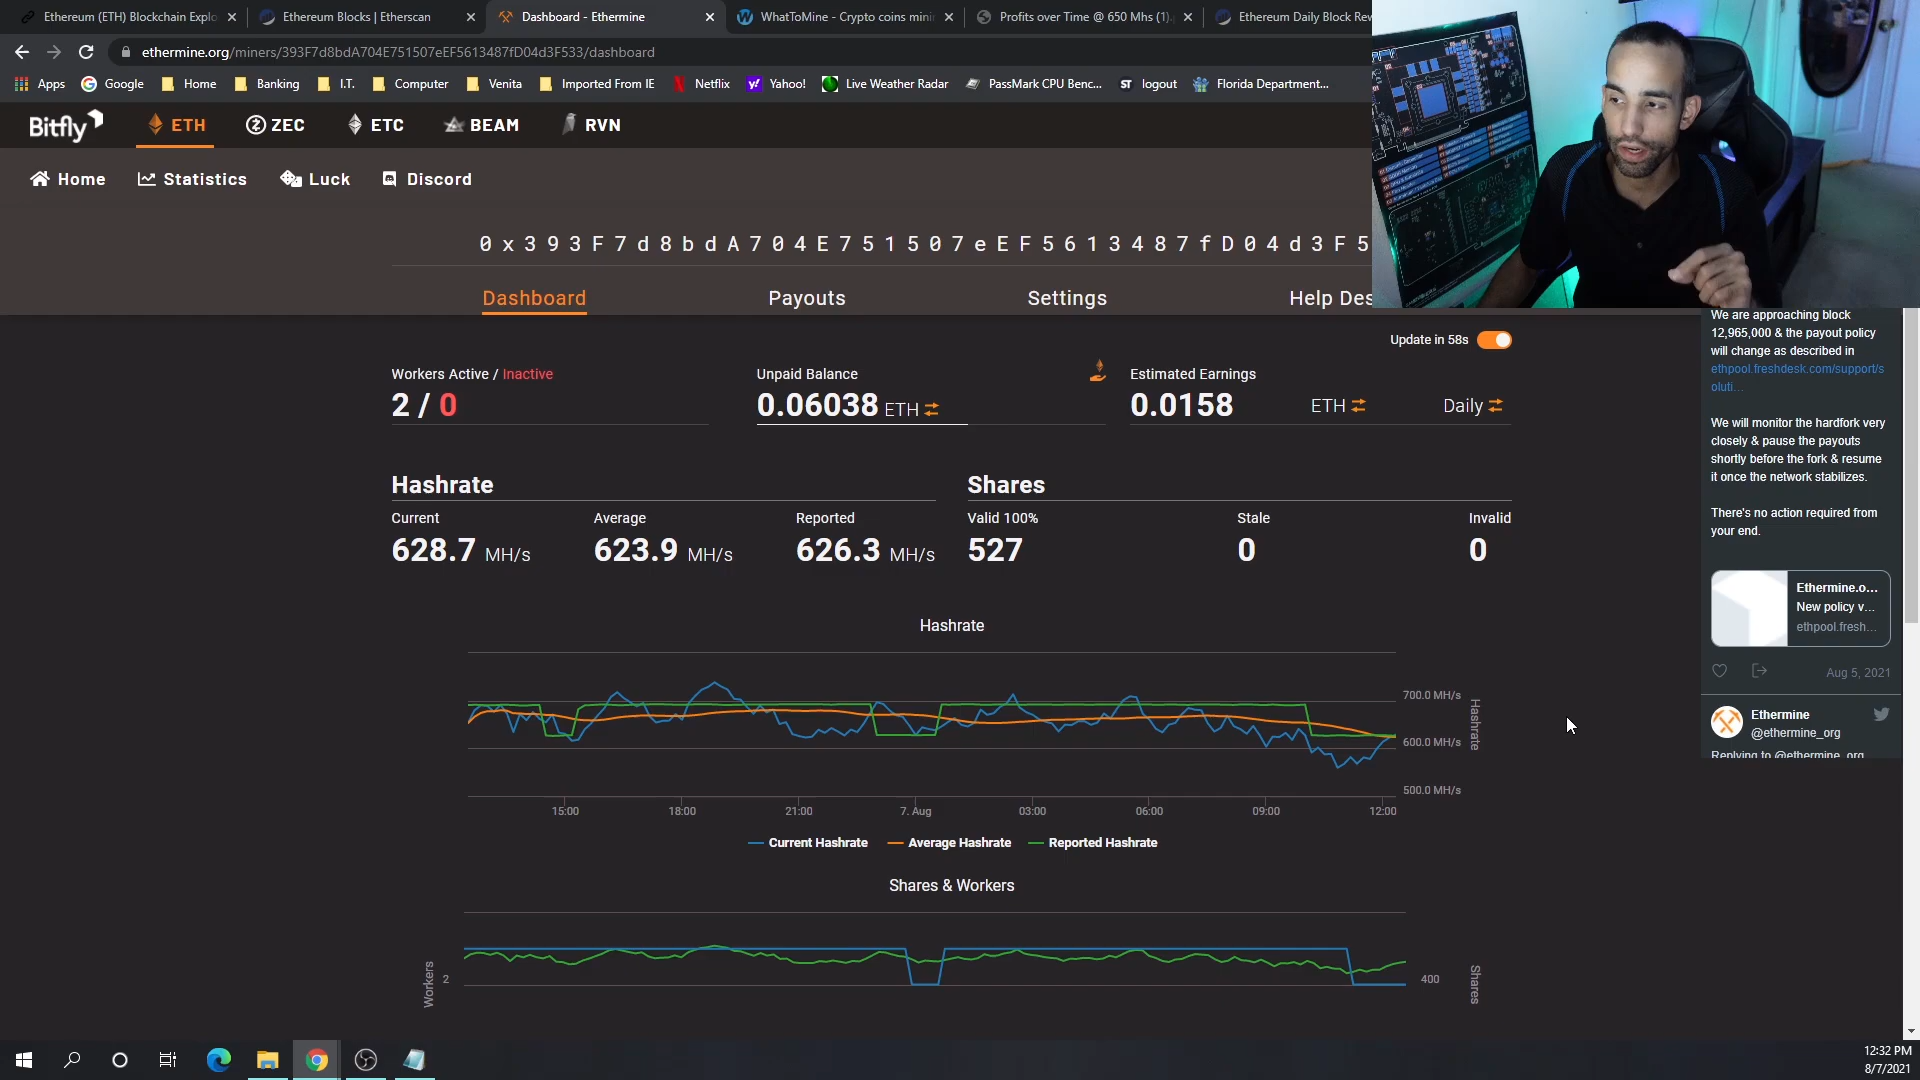 Ethereum (ETH) Blockchain Explo
Ethereum Blocks | Etherscan
Dashboard - Ethermine
WhatToMine - Crypto coins minin
Profits over Time @ 650 Mhs (1).
Ethereum Daily Block Rew
ethermine.org/miners/393F7d8bdA704E751507eEF5613487fD04d3F533/dashboard
Apps
Google
Home
Banking
I.T.
Computer
Venita
Imported From IE
Netflix
Yahoo!
Live Weather Radar
PassMark CPU Benc...
ST logout
Florida Department...
Bitfly
ETH
ZEC
ETC
BEAM
RVN
Home
Statistics
Luck
Discord
0x393F7d8bdA704E751507eEF5613487fD04d3F5
Dashboard
Payouts
Settings
Help Des
Update in 58s
Workers Active / Inactive
2 / 0
Unpaid Balance
0.06038 ETH
Estimated Earnings
0.0158 ETH Daily
Hashrate
Current
628.7 MH/s
Average
623.9 MH/s
Reported
626.3 MH/s
Shares
Valid 100%
527
Stale
0
Invalid
0
Hashrate
700.0 MH/s
600.0 MH/s
500.0 MH/s
Hashrate
15:00
18:00
21:00
7. Aug
03:00
06:00
09:00
12:00
Current Hashrate
Average Hashrate
Reported Hashrate
Shares & Workers
Workers
2
400
Shares
We are approaching block
12,965,000 & the payout policy
will change as described in
ethpool.freshdesk.com/support/s
oluti...
We will monitor the hardfork very
closely & pause the payouts
shortly before the fork & resume
it once the network stabilizes.
There's no action required from
your end.
Ethermine.o...
New policy v...
ethpool.fresh...
Aug 5, 2021
Ethermine
@ethermine_org
Replying to @ethermine_org
12:32 PM
8/7/2021